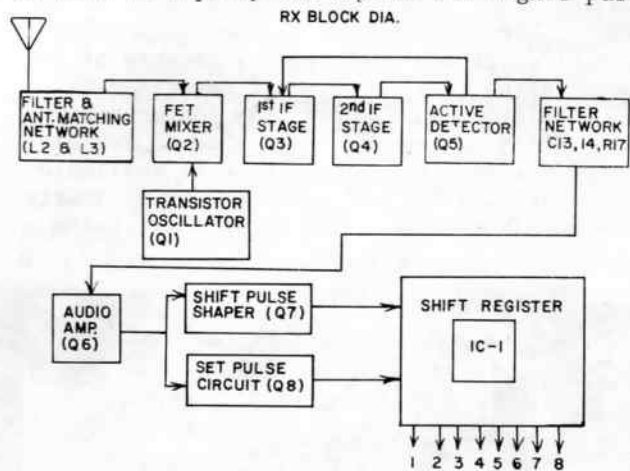 RX BLOCK DIA.
FILTER &
ANT. MATCHING
NETWORK
(L2 & L3)
FET
MIXER
(Q2)
1st IF
STAGE
(Q3)
2nd IF
STAGE
(Q4)
ACTIVE
DETECTOR
(Q5)
FILTER
NETWORK
C13, 14, R17
TRANSISTOR
OSCILLATOR
(Q1)
AUDIO
AMP.
(Q6)
SHIFT PULSE
SHAPER (Q7)
SET PULSE
CIRCUIT (Q8)
SHIFT REGISTER
IC-1
1 2 3 4 5 6 7 8